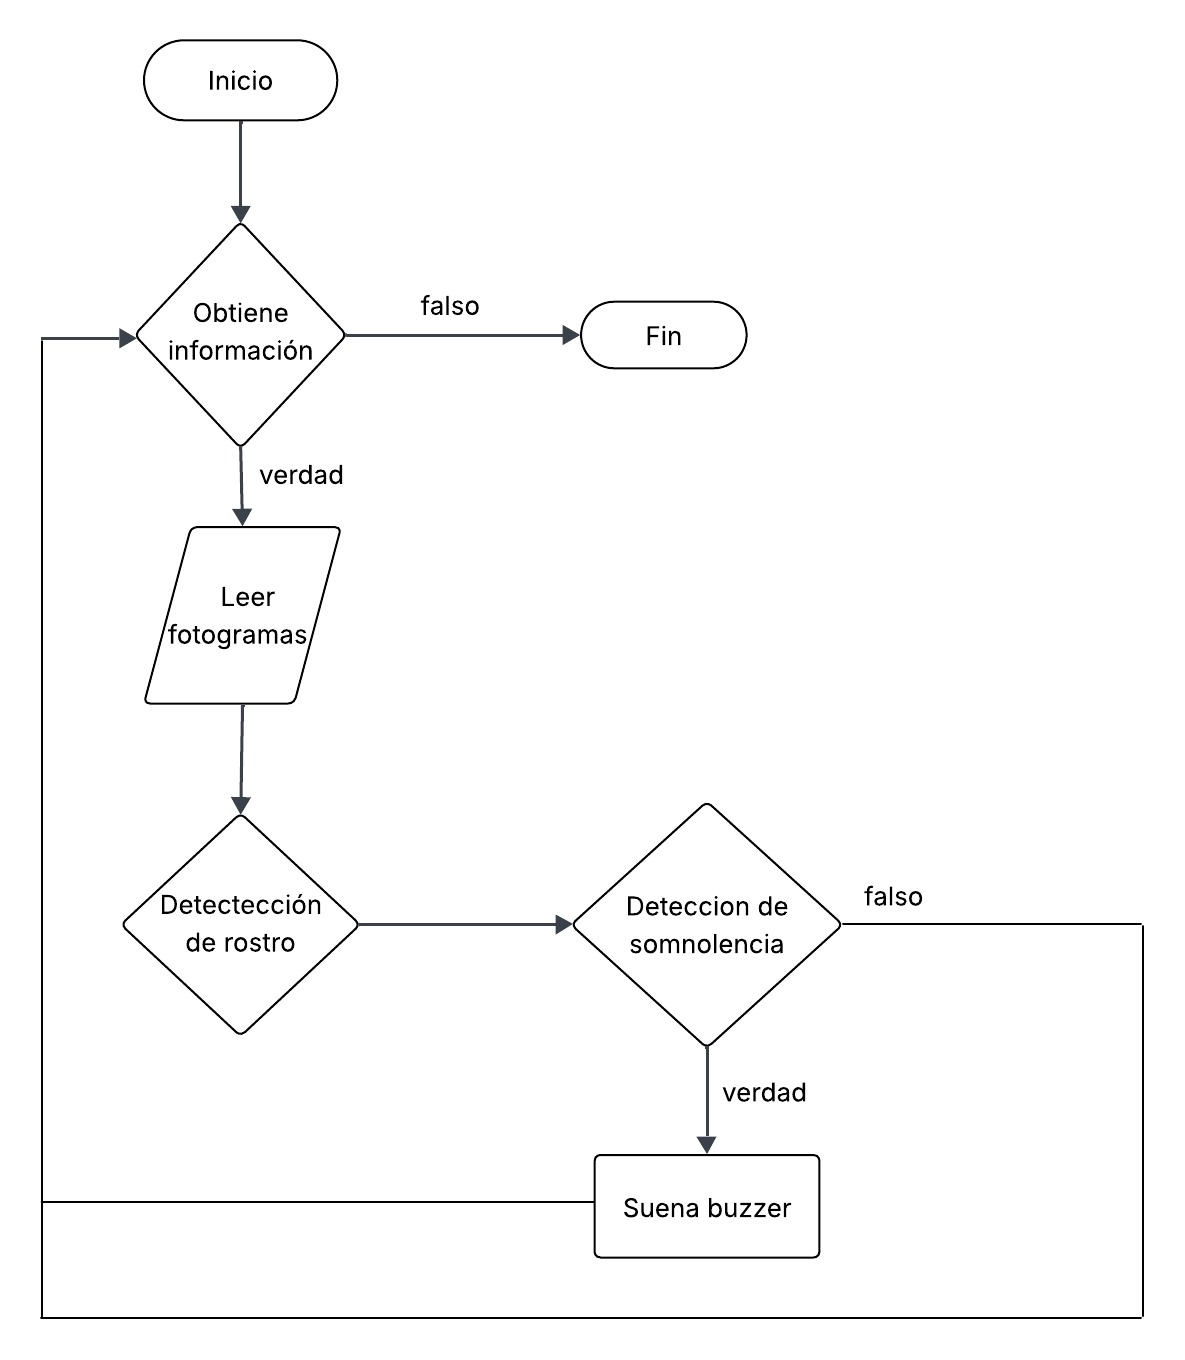 Inicio
Obtiene
información
falso
Fin
verdad
Leer
fotogramas
Detectección
de rostro
Deteccion de
somnolencia
falso
verdad
Suena buzzer